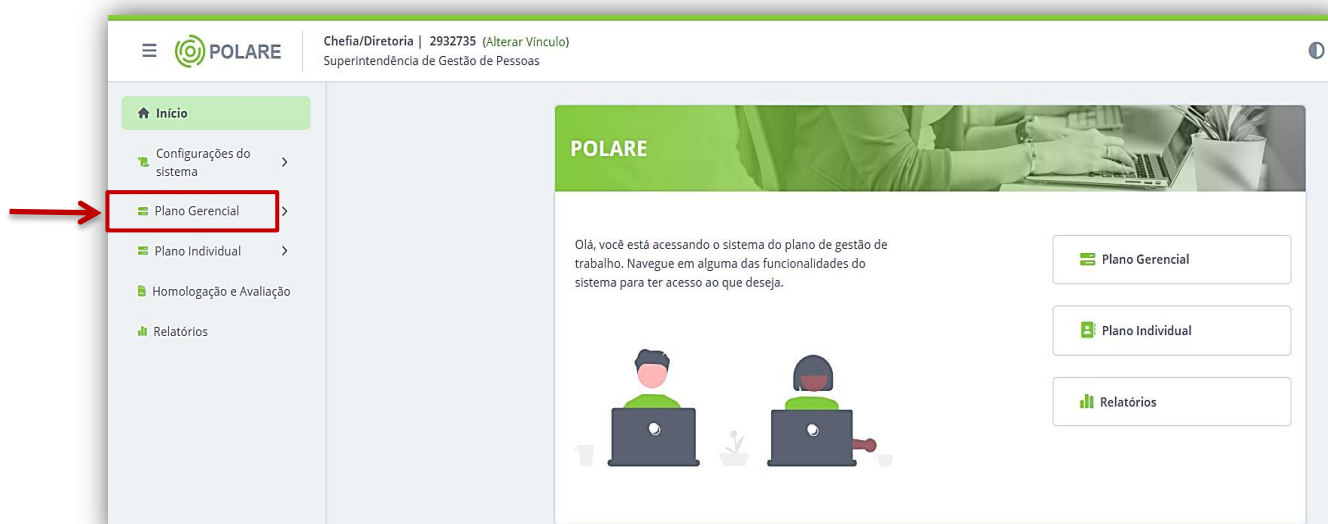 POLARE
Chefia/Diretoria | 2932735 (Alterar Vínculo)
Superintendência de Gestão de Pessoas
Início
Configurações do
sistema
Plano Gerencial
Plano Individual
Homologação e Avaliação
Relatórios
POLARE
Olá, você está acessando o sistema do plano de gestão de
trabalho. Navegue em alguma das funcionalidades do
sistema para ter acesso ao que deseja.
Plano Gerencial
Plano Individual
Relatórios